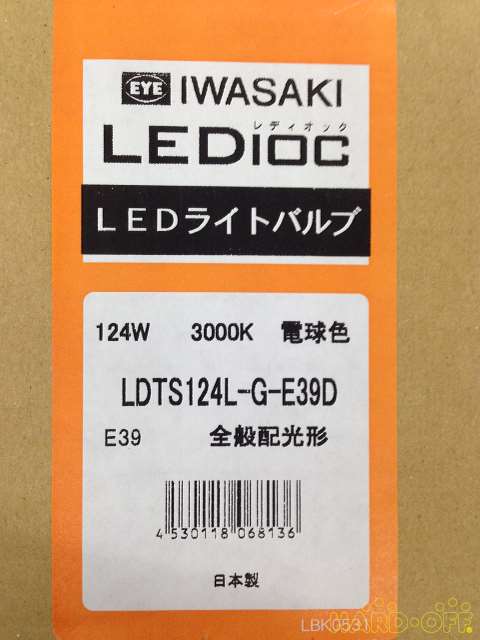 EYE IWASAKI
レディオック
LEDioc
LEDライトバルブ
124W 3000K 電球色
LDTS124L-G-E39D
E39 全般配光形
4 530118 068136
日本製
LBK0531
HARD-OFF